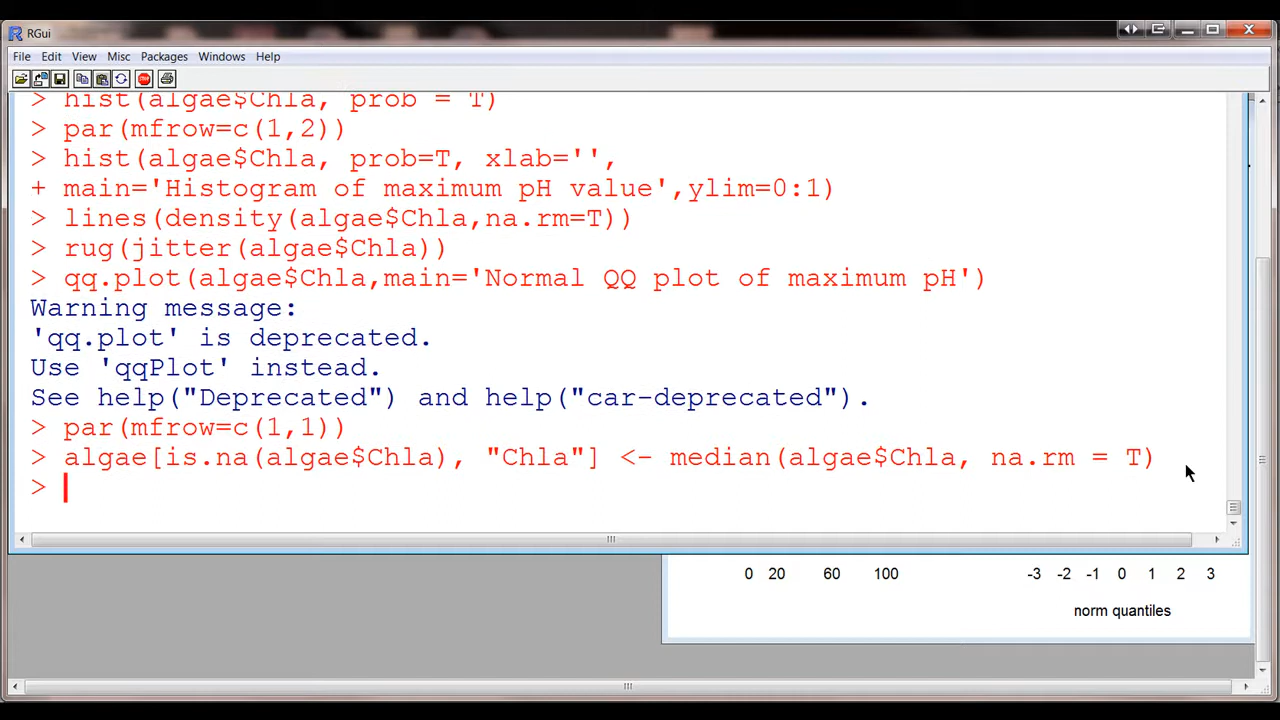 RGui
File Edit View Misc Packages Windows Help
> hist(algae$Chla, prob = T)
> par(mfrow=c(1,2))
> hist(algae$Chla, prob=T, xlab='',
+ main='Histogram of maximum pH value',ylim=0:1)
> lines(density(algae$Chla,na.rm=T))
> rug(jitter(algae$Chla))
> qq.plot(algae$Chla,main='Normal QQ plot of maximum pH')
Warning message:
'qq.plot' is deprecated.
Use 'qqPlot' instead.
See help("Deprecated") and help("car-deprecated").
> par(mfrow=c(1,1))
> algae[is.na(algae$Chla), "Chla"] <- median(algae$Chla, na.rm = T)
>
0 20 60 100 -3 -2 -1 0 1 2 3
norm quantiles